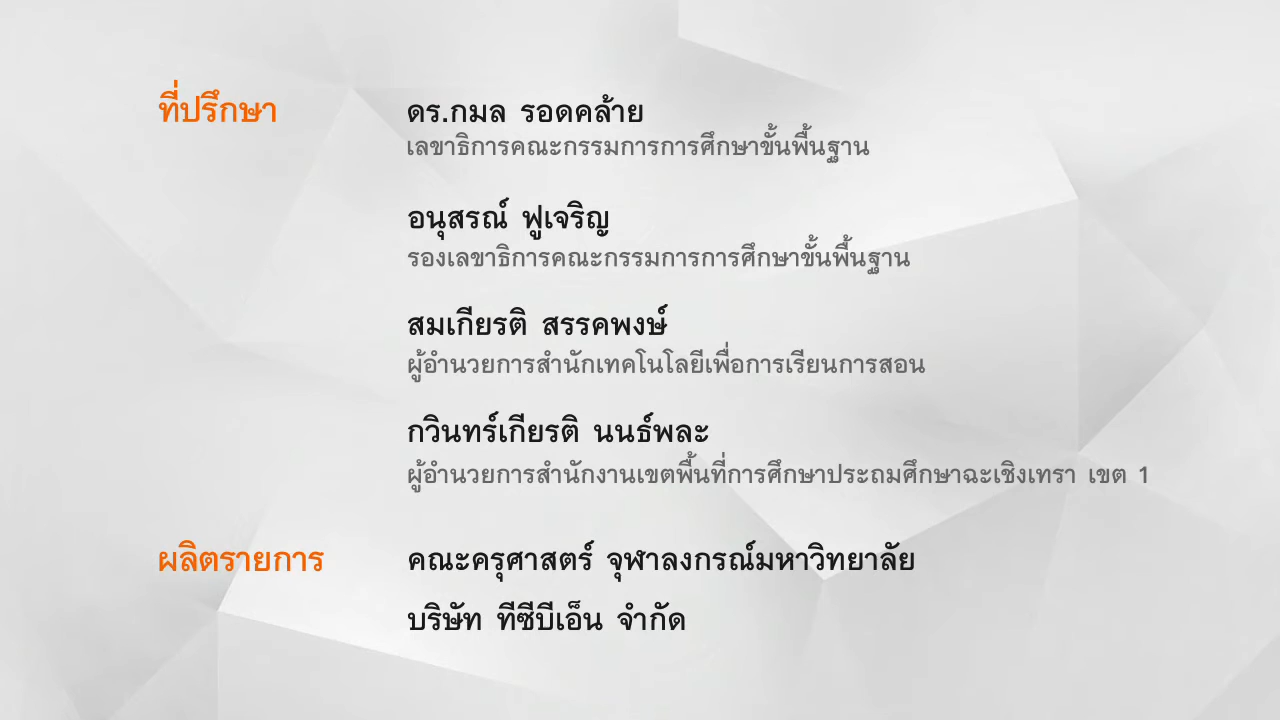 ที่ปรึกษา ดร.กมล รอดคล้าย
เลขาธิการคณะกรรมการการศึกษาขั้นพื้นฐาน
อนุสรณ์ ฟูเจริญ
รองเลขาธิการคณะกรรมการการศึกษาขั้นพื้นฐาน
สมเกียรติ สรรคพงษ์
ผู้อำนวยการสำนักเทคโนโลยีเพื่อการเรียนการสอน
กวินทร์เกียรติ นนธ์พละ
ผู้อำนวยการสำนักงานเขตพื้นที่การศึกษาประถมศึกษาฉะเชิงเทรา เขต 1
ผลิตรายการ คณะครุศาสตร์ จุฬาลงกรณ์มหาวิทยาลัย
บริษัท ทีซีบีเอ็น จำกัด